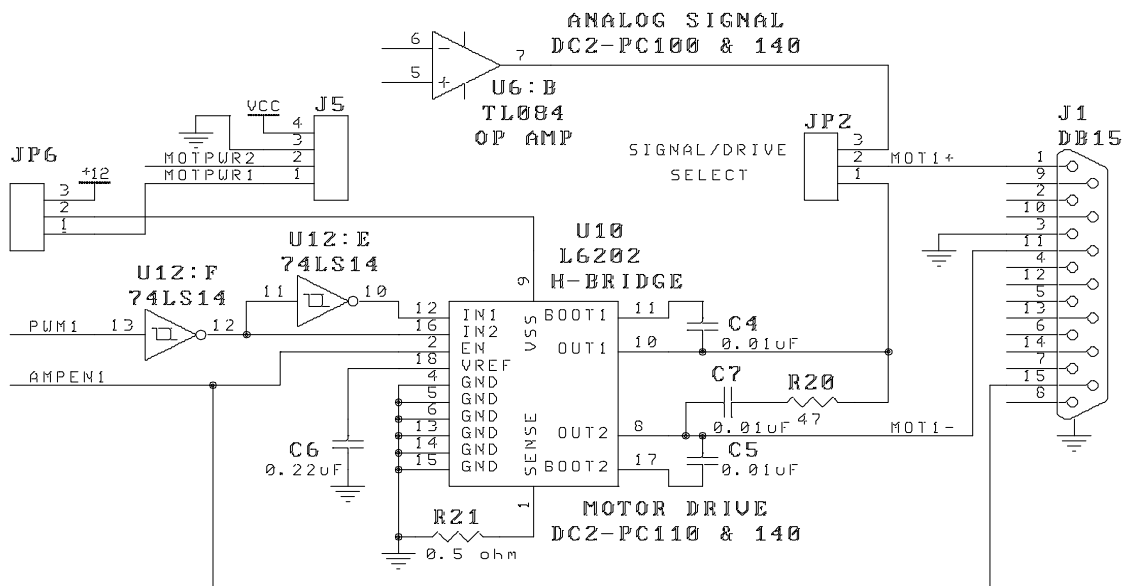 ANALOG SIGNAL
DC2-PC100 & 140
6
5
7
U6:B
TL084
OP AMP
VCC
J5
4
3
2
1
MOTPUR2
MOTPUR1
JP6
+12
3
2
1
JP2
3
2
1
SIGNAL/DRIVE
SELECT
MOT1+
J1
DB15
1
9
2
10
3
11
4
12
5
13
6
14
7
15
8
U12:E
74LS14
11
10
U12:F
74LS14
PWM1
13
12
AMPEN1
U10
L6202
H-BRIDGE
9
12 IN1
16 IN2
2 EN
18 VREF
4 GND
5 GND
6 GND
13 GND
14 GND
15 GND
VSS
SENSE
BOOT1 11
OUT1 10
OUT2 8
BOOT2 17
1
C4
0.01uF
C7
0.01uF
R20
47
C5
0.01uF
MOT1-
C6
0.22uF
R21
0.5 ohm
MOTOR DRIVE
DC2-PC110 & 140